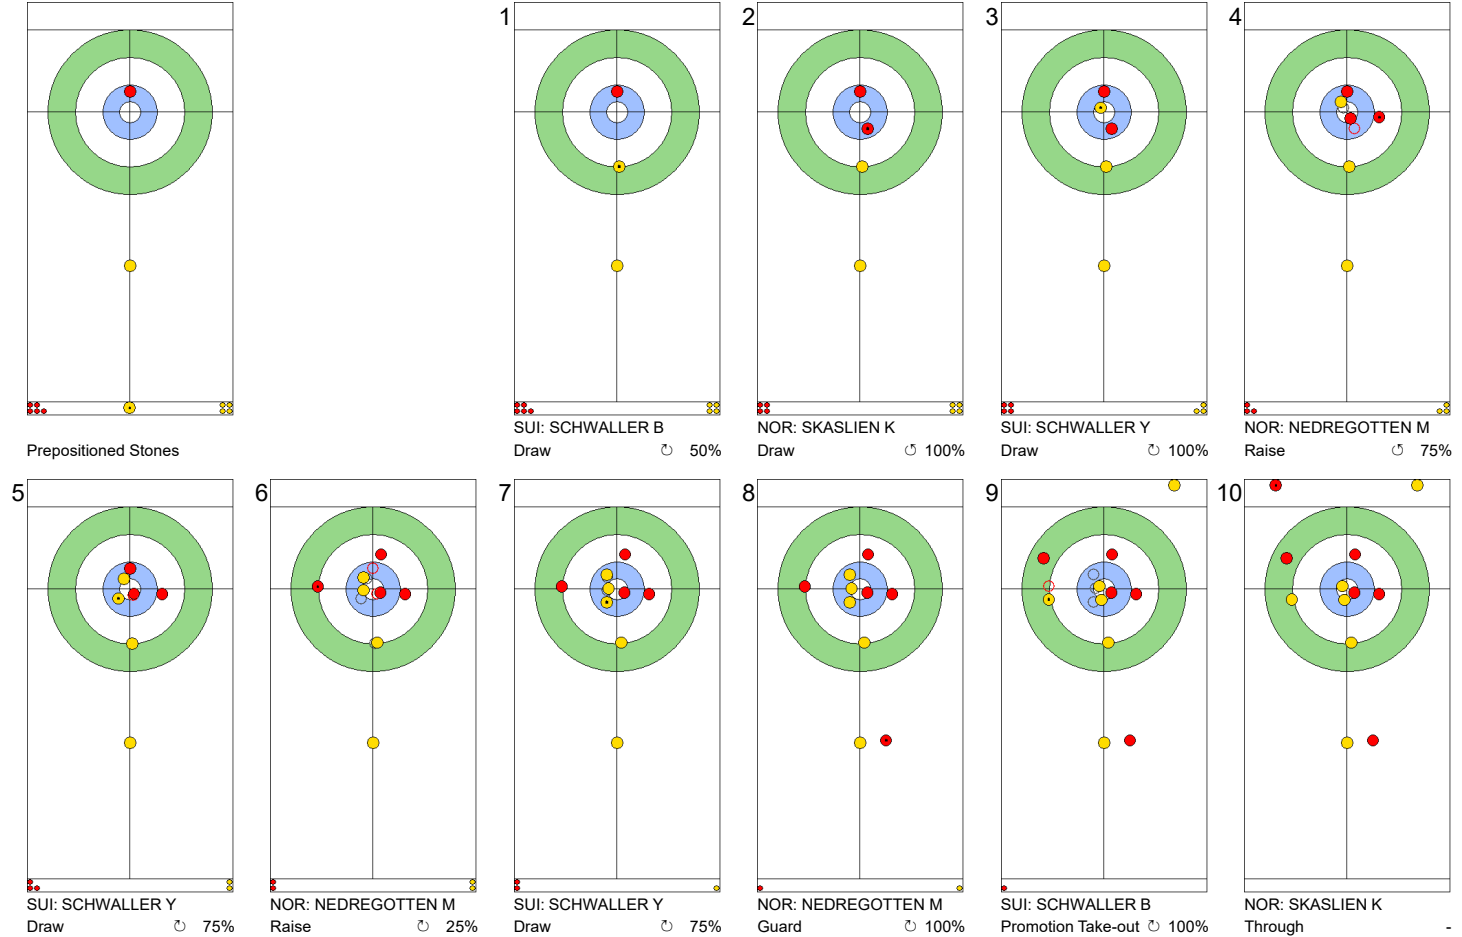 1
2
3
4
Prepositioned Stones
SUI: SCHWALLER B
Draw ↻ 50%
NOR: SKASLIEN K
Draw ↺ 100%
SUI: SCHWALLER Y
Draw ↻ 100%
NOR: NEDREGOTTEN M
Raise ↺ 75%
5
6
7
8
9
10
SUI: SCHWALLER Y
Draw ↻ 75%
NOR: NEDREGOTTEN M
Raise ↻ 25%
SUI: SCHWALLER Y
Draw ↻ 75%
NOR: NEDREGOTTEN M
Guard ↻ 100%
SUI: SCHWALLER B
Promotion Take-out ↻ 100%
NOR: SKASLIEN K
Through -